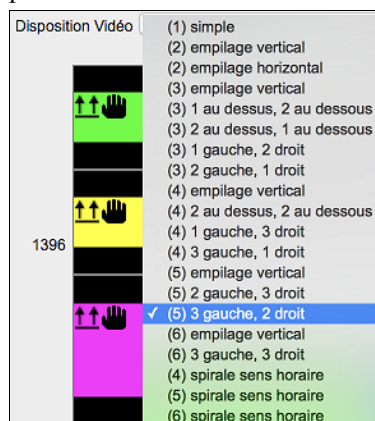 Disposition Vidéo
(1) simple
(2) empilage vertical
(2) empilage horizontal
(3) empilage vertical
(3) 1 au dessus, 2 au dessous
(3) 2 au dessus, 1 au dessous
(3) 1 gauche, 2 droit
(3) 2 gauche, 1 droit
(4) empilage vertical
(4) 2 au dessus, 2 au dessous
(4) 1 gauche, 3 droit
1396
(4) 3 gauche, 1 droit
(5) empilage vertical
(5) 2 gauche, 3 droit
✓ (5) 3 gauche, 2 droit
(6) empilage vertical
(6) 3 gauche, 3 droit
(4) spirale sens horaire
(5) spirale sens horaire
(6) spirale sens horaire